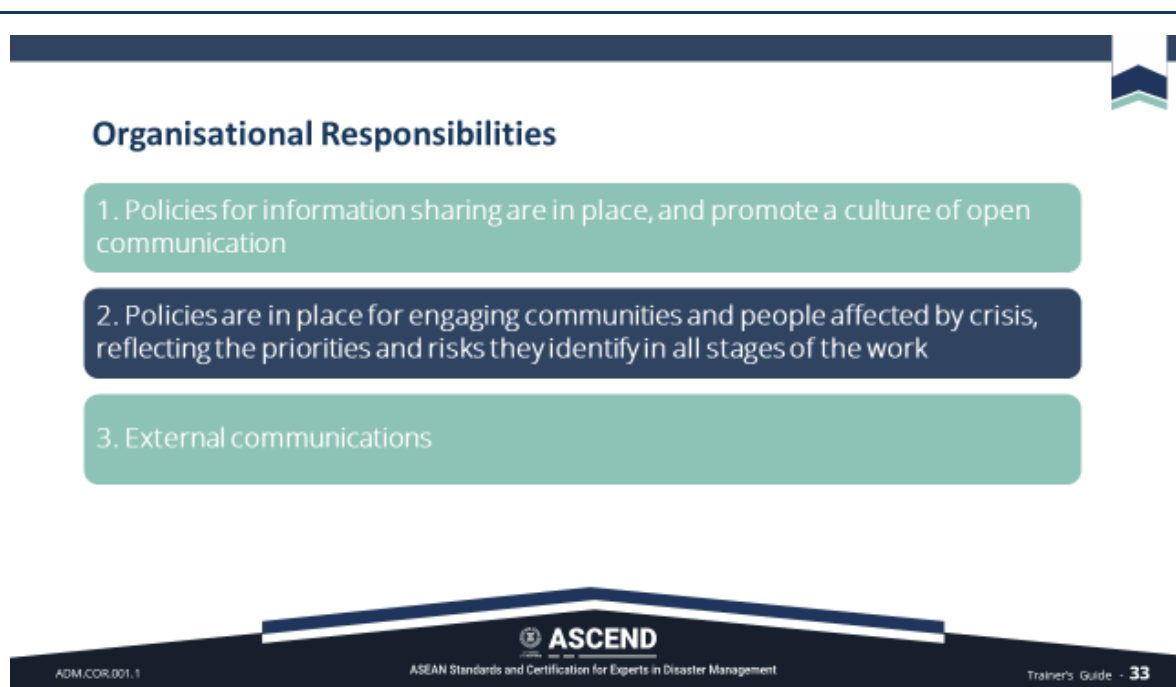 Organisational Responsibilities
1. Policies for information sharing are in place, and promote a culture of open
communication
2. Policies are in place for engaging communities and people affected by crisis,
reflecting the priorities and risks they identify in all stages of the work
3. External communications
ASCEND
ASEAN Standards and Certification for Experts in Disaster Management
ADM.COR.001.1
Trainer's Guide - 33